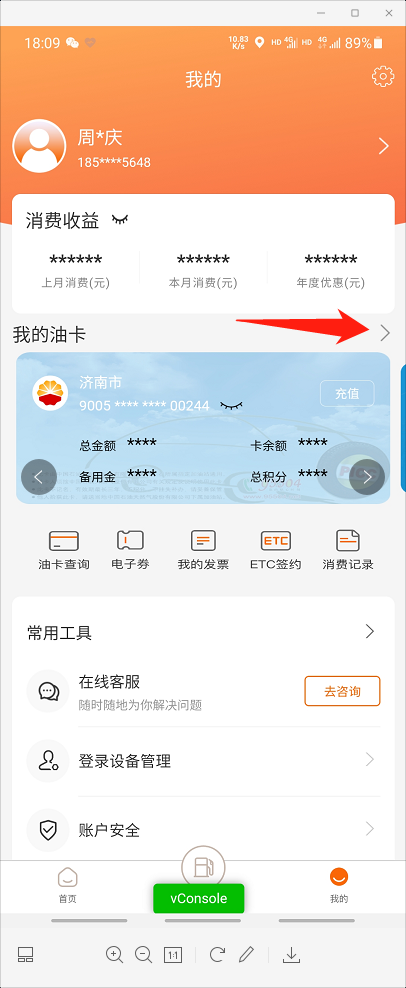 18:09 10.83 K/s HD 4G HD 4G 89%
我的
周*庆
185****5648
消费收益
****** ****** ******
上月消费(元) 本月消费(元) 年度优惠(元)
我的油卡
济南市
9005 **** **** 00244 充值
总金额 **** 卡余额 ****
备用金 **** 总积分 ****
油卡查询 电子券 我的发票 ETC签约 消费记录
ETC
常用工具
在线客服
随时随地为你解决问题
去咨询
登录设备管理
账户安全
首页 我的
vConsole
1:1